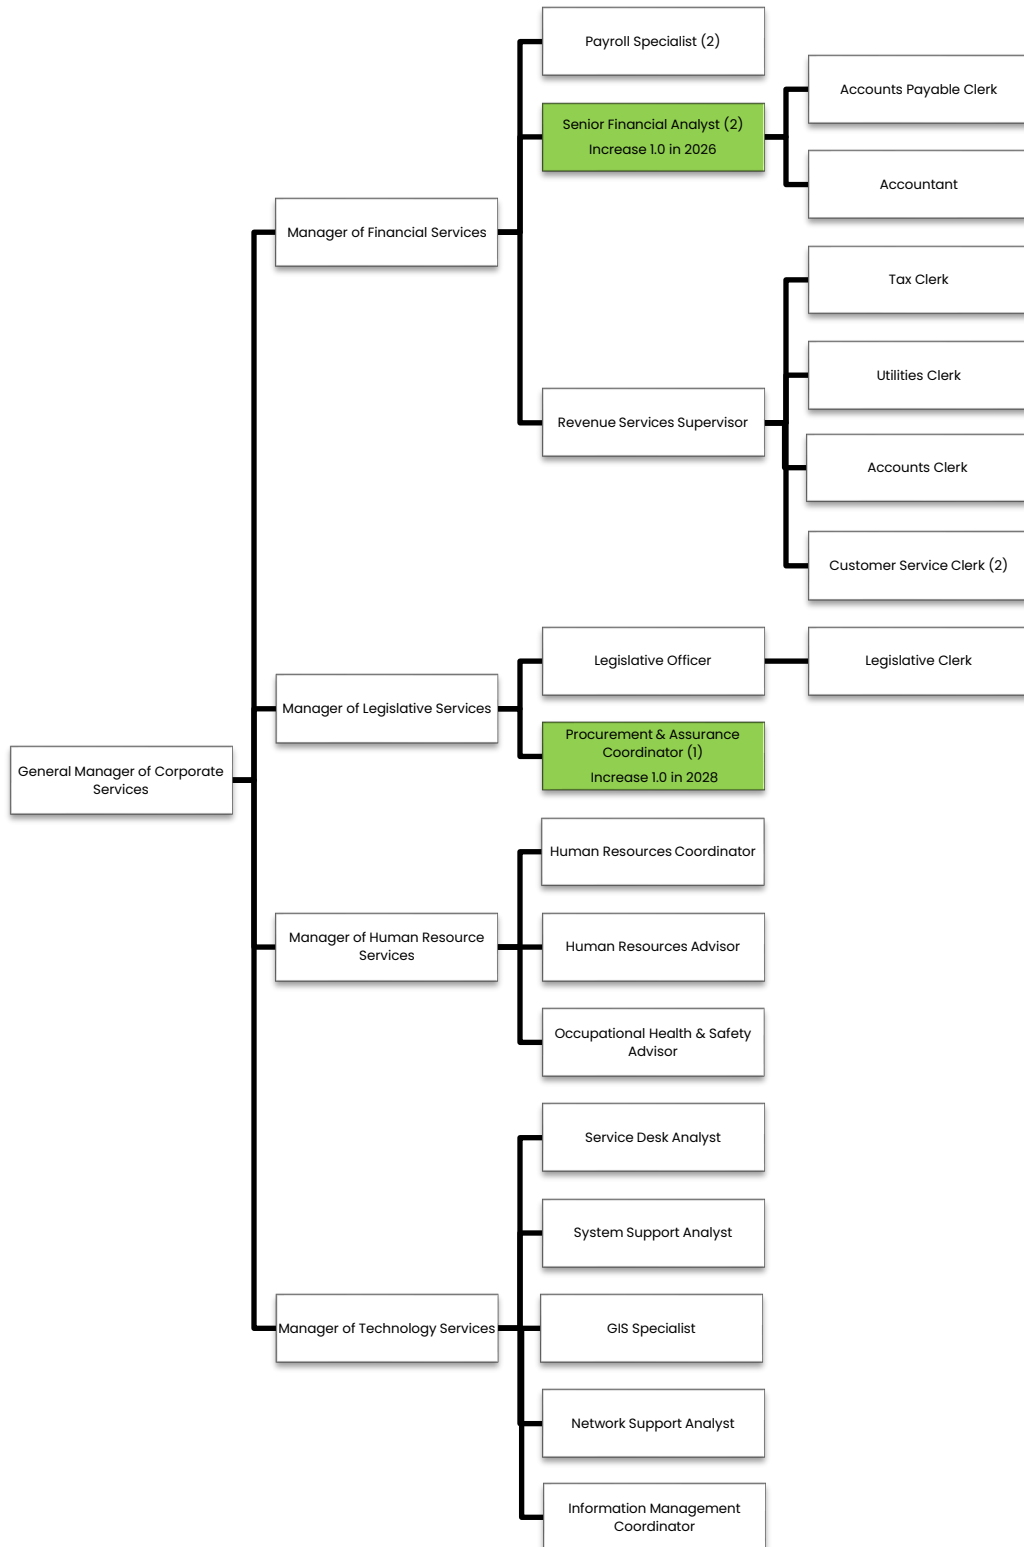 Payroll Specialist (2)
Accounts Payable Clerk
Senior Financial Analyst (2)
Increase 1.0 in 2026
Accountant
Manager of Financial Services
Tax Clerk
Utilities Clerk
Revenue Services Supervisor
Accounts Clerk
Customer Service Clerk (2)
Legislative Officer
Legislative Clerk
Manager of Legislative Services
Procurement & Assurance
Coordinator (1)
Increase 1.0 in 2028
General Manager of Corporate
Services
Human Resources Coordinator
Manager of Human Resource
Services
Human Resources Advisor
Occupational Health & Safety
Advisor
Service Desk Analyst
System Support Analyst
Manager of Technology Services
GIS Specialist
Network Support Analyst
Information Management
Coordinator